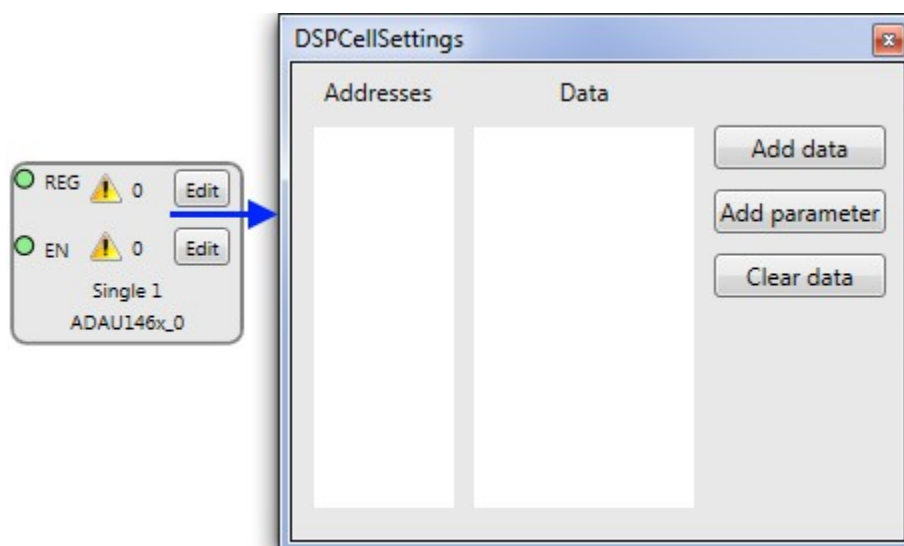 DSPCellSettings
Addresses Data
Add data
Add parameter
Clear data
REG 0 Edit
EN 0 Edit
Single 1
ADAU146x_0